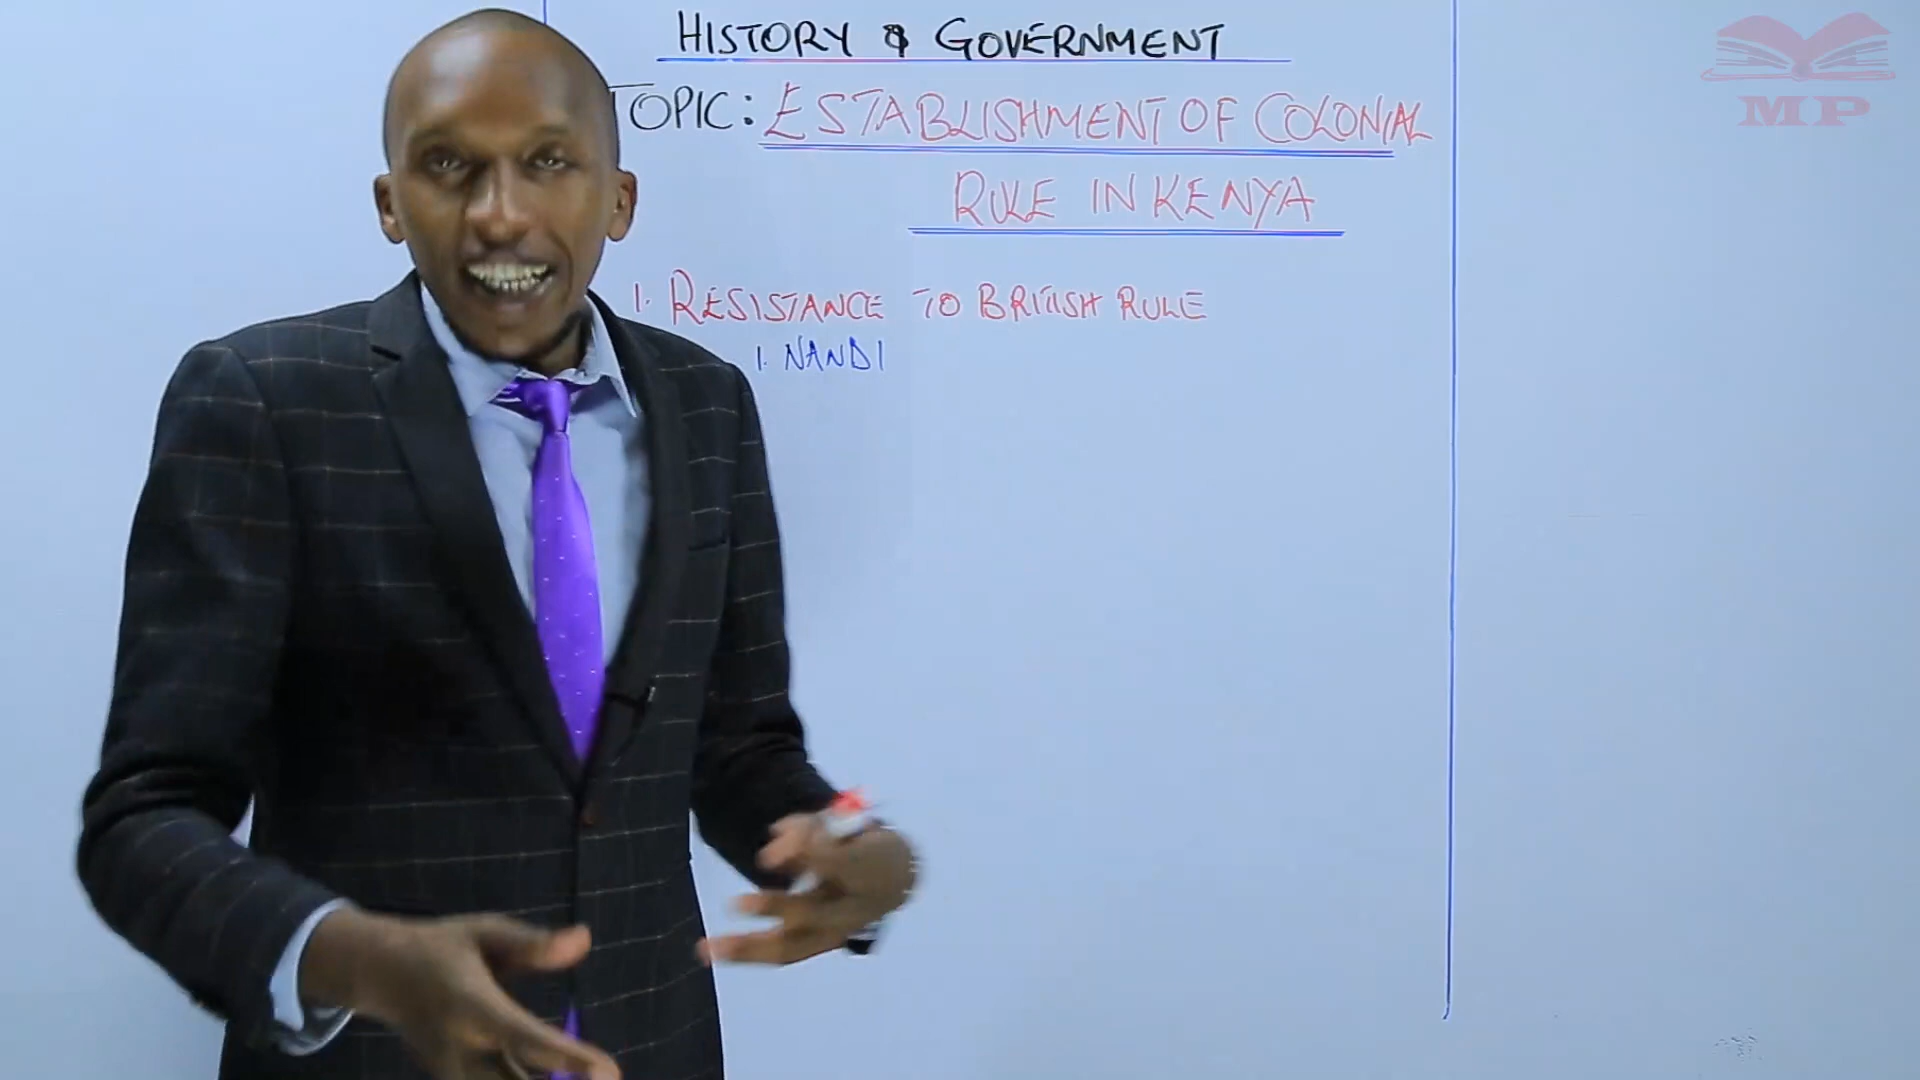 HISTORY & GOVERNMENT
TOPIC: ESTABLISHMENT OF COLONIAL
RULE IN KENYA
1. RESISTANCE TO BRITISH RULE
1. NANDI
MP